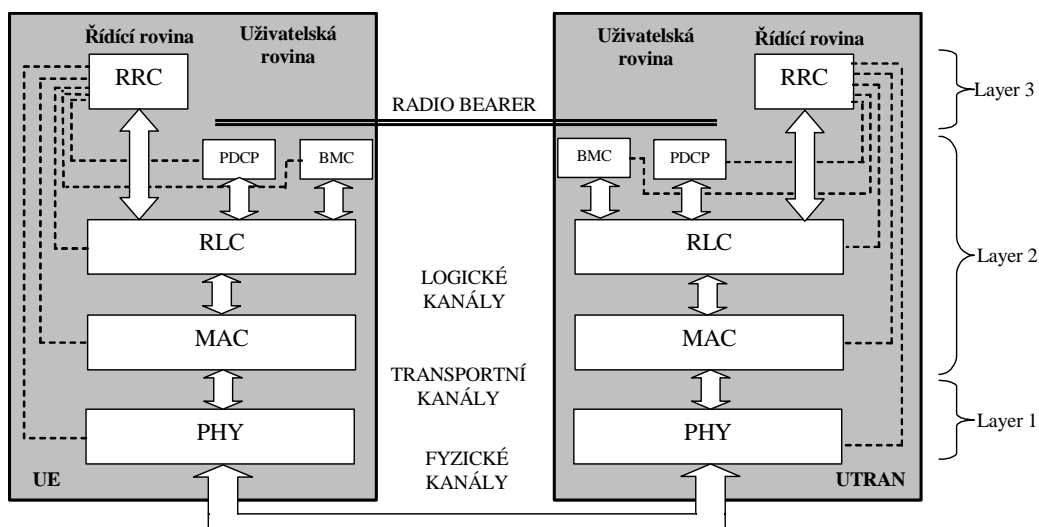 Řídící rovina
Uživatelská
rovina
RRC
PDCP
BMC
RLC
MAC
PHY
UE
RADIO BEARER
LOGICKÉ
KANÁLY
TRANSPORTNÍ
KANÁLY
FYZICKÉ
KANÁLY
Uživatelská
rovina
Řídící rovina
RRC
BMC
PDCP
RLC
MAC
PHY
UTRAN
Layer 3
Layer 2
Layer 1